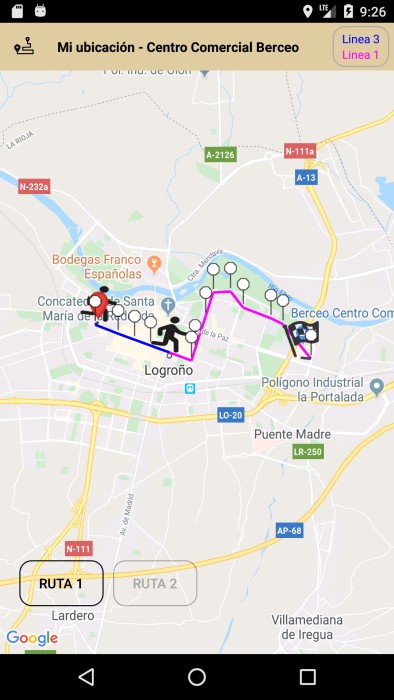 LTE
9:26
Mi ubicación - Centro Comercial Berceo
Linea 3
Linea 1
Pol. Ind. de
LA RIOJA
A-2126
N-111a
A-13
N-232a
Bodegas Franco
Españolas
Ctra. Mendavia
Río Ebro
Concatedral de Santa
María de la Redonda
Berceo Centro Com
de la Paz
Logroño
Polígono Industrial
la Portalada
LO-20
Puente Madre
LR-250
Av. de Madrid
AP-68
N-111
RUTA 1
RUTA 2
Lardero
Villamediana
de Iregua
Google